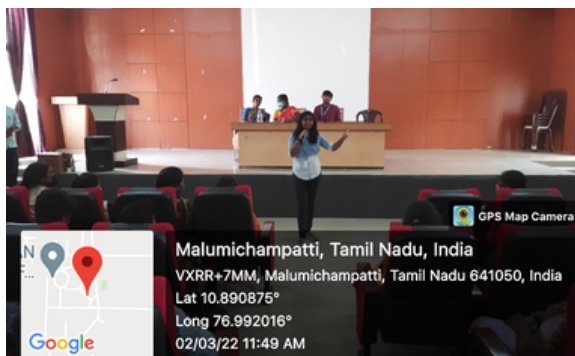 GPS Map Camera
AN
F...
Google
Malumichampatti, Tamil Nadu, India
VXRR+7MM, Malumichampatti, Tamil Nadu 641050, India
Lat 10.890875°
Long 76.992016°
02/03/22 11:49 AM